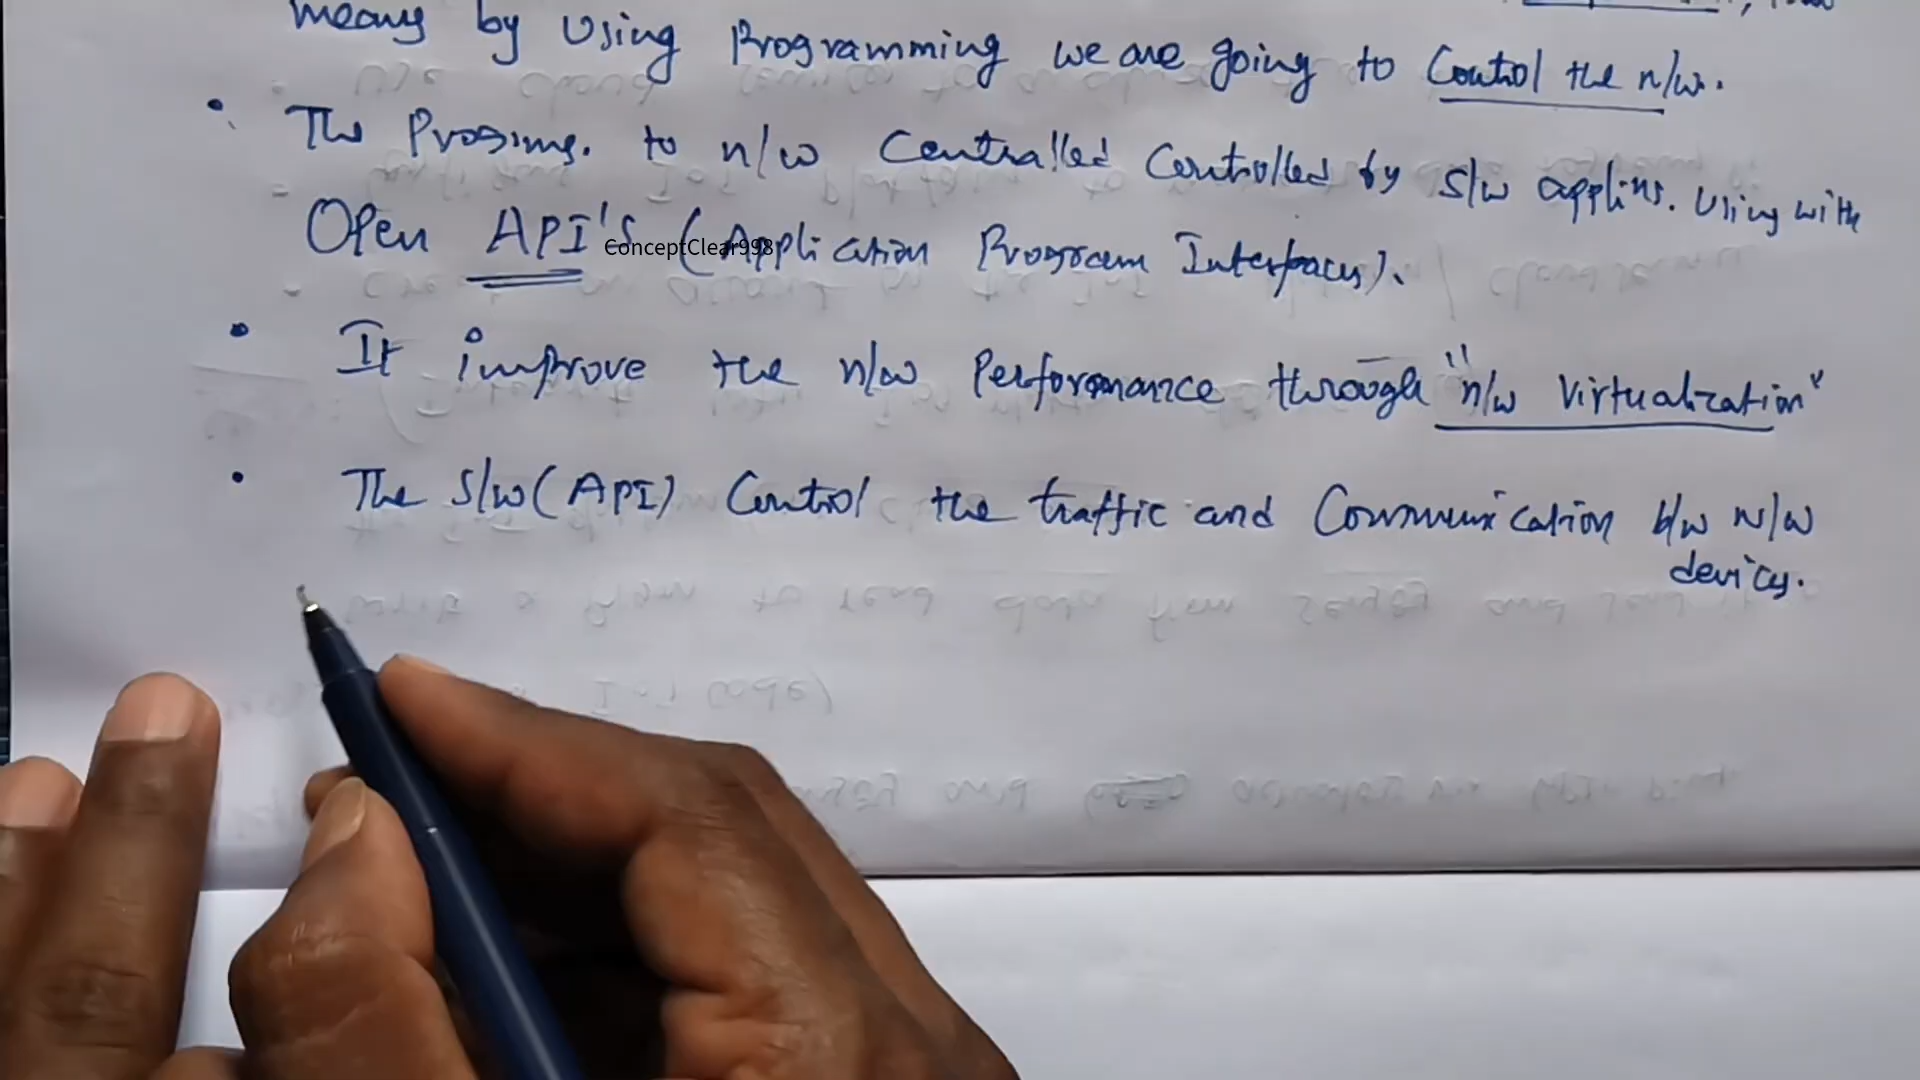 means by Using Programming we are going to Control the n/w.
• The Progrms. to n/w Centralled Controlled by s/w applins. Using with
Open API's (Application Program Interfaces).
ConceptClear998
• It improve the n/w Performance through "n/w Virtualization"
• The S/w (API) Control the traffic and Communication b/w N/w
devices.